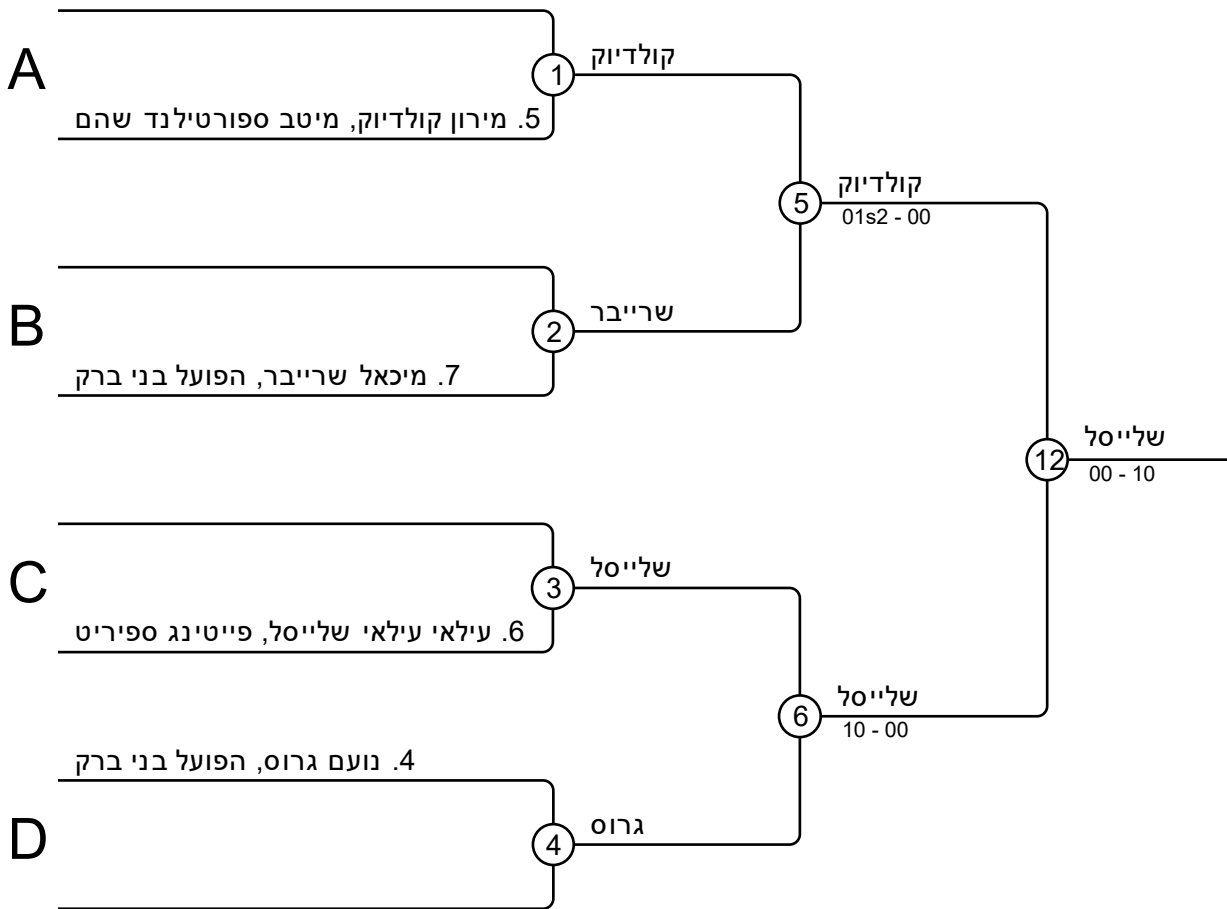 A
1
קולדיוק
5. מירון קולדיוק, מיטב ספורטילנד שהם
5
קולדיוק
01s2 - 00
B
2
שרייבר
7. מיכאל שרייבר, הפועל בני ברק
12
שלייסל
00 - 10
C
3
שלייסל
6. עילאי עילאי שלייסל, פייטינג ספיריט
6
שלייסל
10 - 00
4. נועם גרוס, הפועל בני ברק
D
4
גרוס